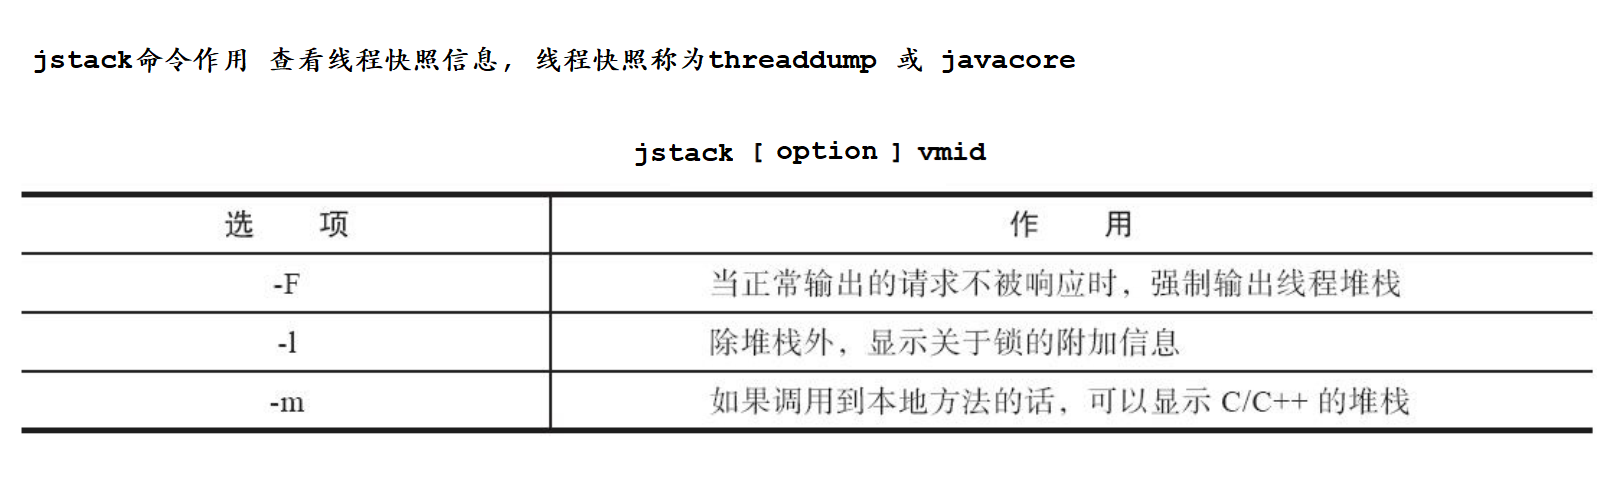 jstack命令作用 查看线程快照信息, 线程快照称为threaddump 或 javacore
jstack [ option ] vmid
选 项 作 用
-F 当正常输出的请求不被响应时，强制输出线程堆栈
-l 除堆栈外，显示关于锁的附加信息
-m 如果调用到本地方法的话，可以显示 C/C++ 的堆栈